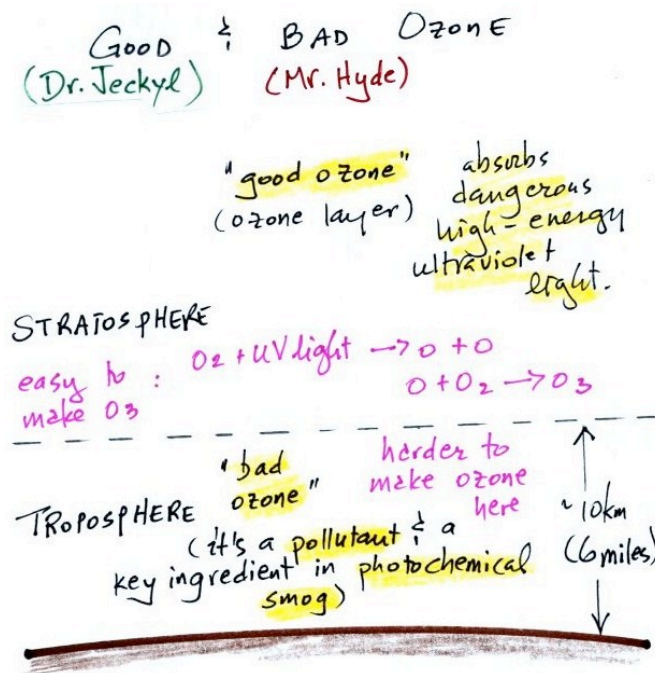 GOOD & BAD OZONE
(Dr. Jeckyl) (Mr. Hyde)
"good ozone"
(ozone layer)
absorbs
dangerous
high-energy
ultraviolet
light.
STRATOSPHERE
easy to :
make O3
O2 + UV light → O + O
O + O2 → O3
"bad
ozone"
harder to
make ozone
here
TROPOSPHERE
(it's a pollutant & a
key ingredient in photochemical
smog)
~10km
(6 miles)